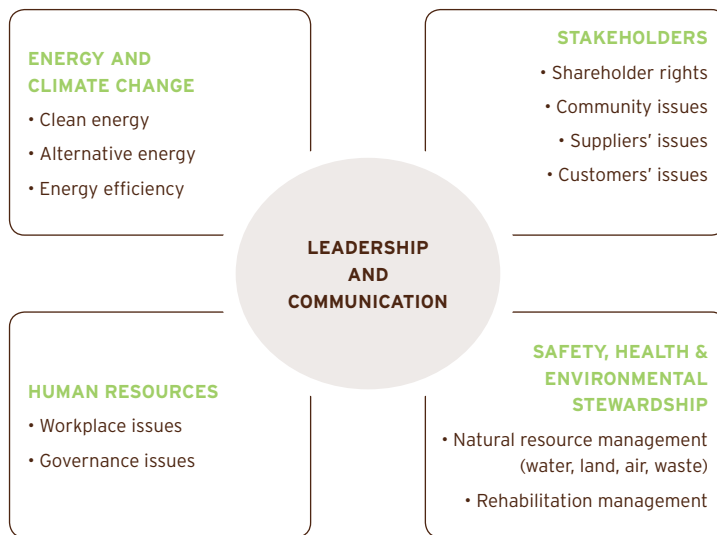 ENERGY AND
CLIMATE CHANGE
• Clean energy
• Alternative energy
• Energy efficiency
STAKEHOLDERS
• Shareholder rights
• Community issues
• Suppliers’ issues
• Customers’ issues
LEADERSHIP
AND
COMMUNICATION
HUMAN RESOURCES
• Workplace issues
• Governance issues
SAFETY, HEALTH &
ENVIRONMENTAL
STEWARDSHIP
• Natural resource management
(water, land, air, waste)
• Rehabilitation management